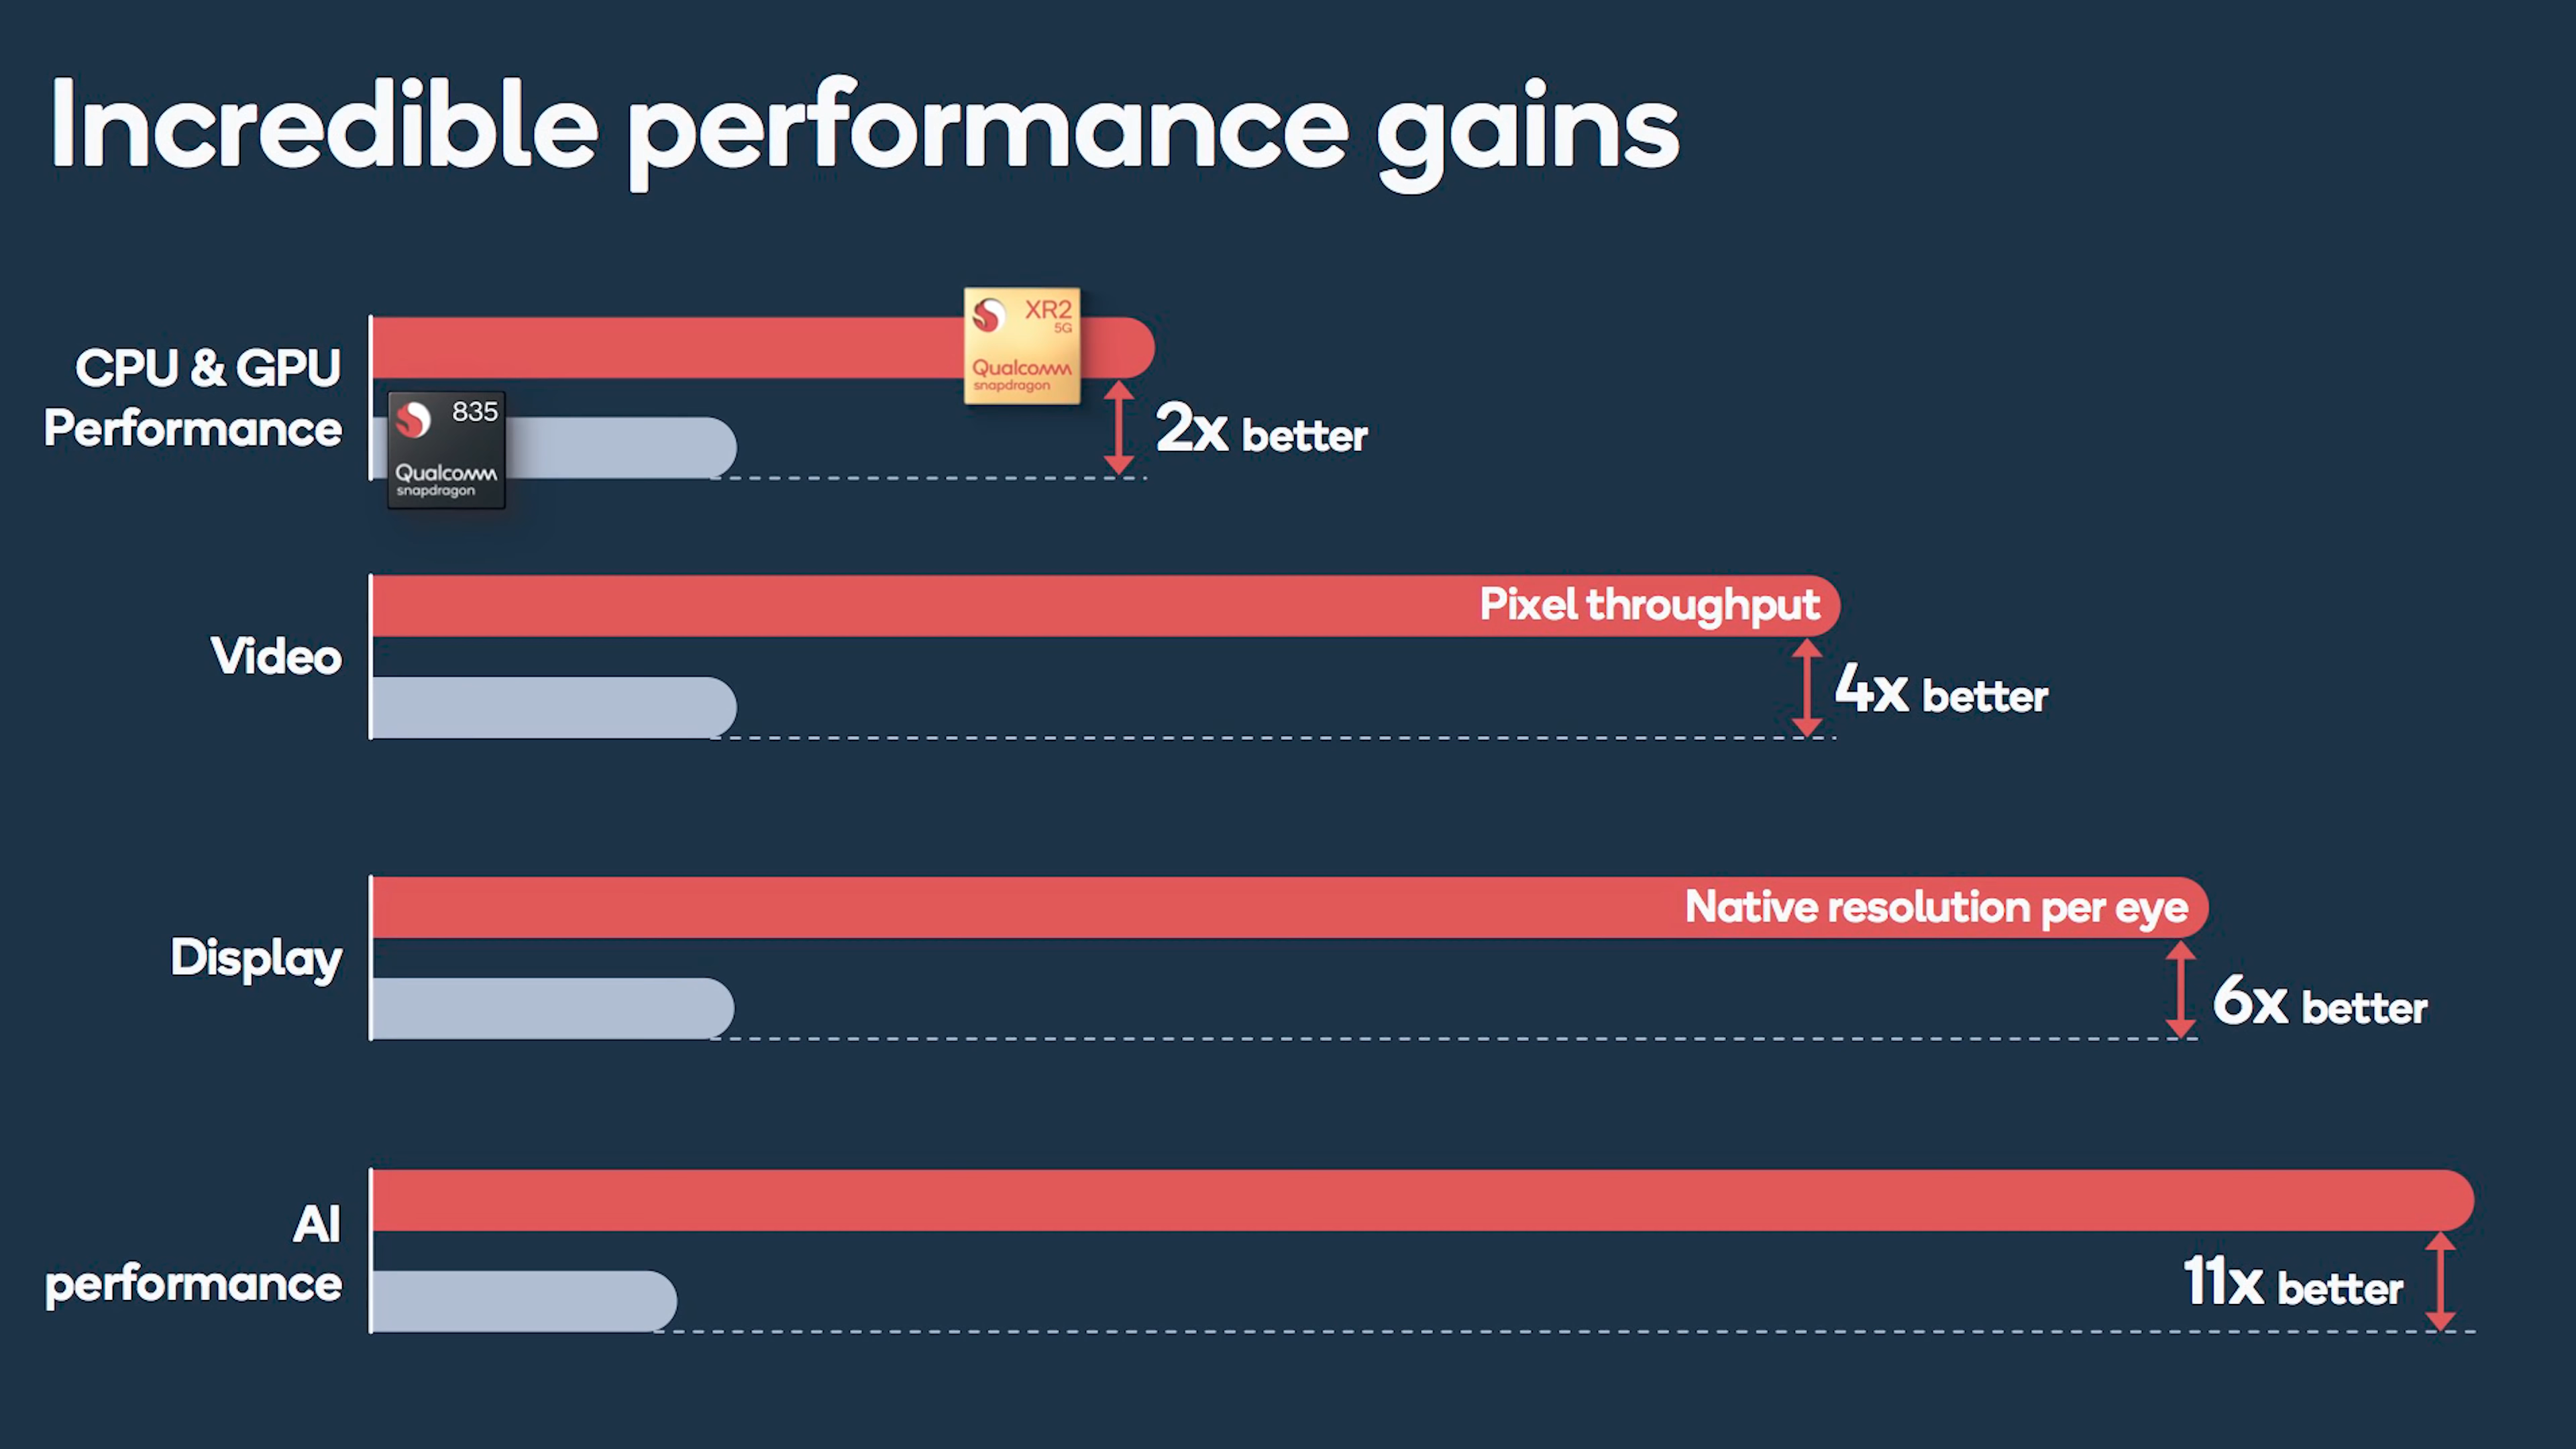 Incredible performance gains
CPU & GPU
Performance
XR2
5G
Qualcomm
snapdragon
835
Qualcomm
snapdragon
2x better
Video
Pixel throughput
4x better
Display
Native resolution per eye
6x better
AI
performance
11x better